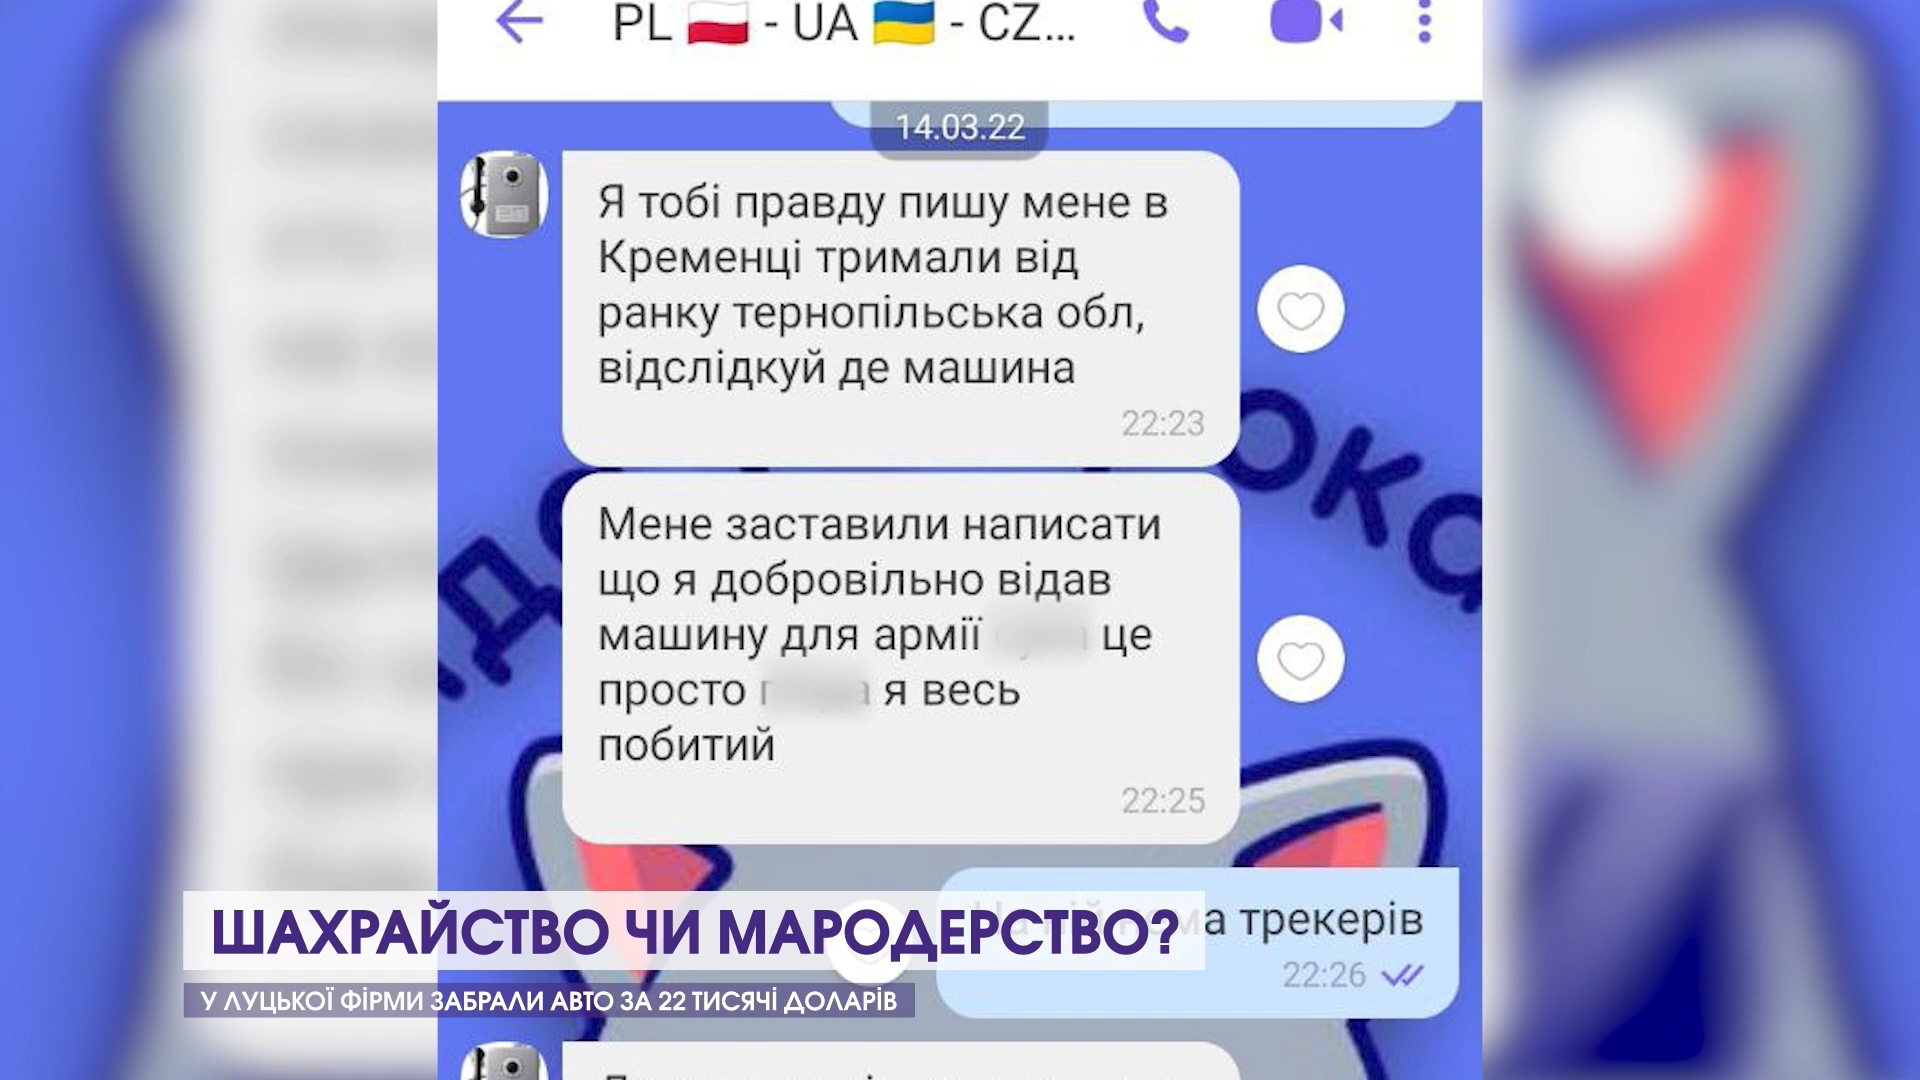 PL 🇵🇱 - UA 🇺🇦 - CZ...
14.03.22
Я тобі правду пишу мене в
Кременці тримали від
ранку тернопільська обл,
відслідкуй де машина
22:23
Мене заставили написати
що я добровільно відав
машину для армії це
просто я весь
побитий
22:25
трекерів
22:26
ШАХРАЙСТВО ЧИ МАРОДЕРСТВО?
У ЛУЦЬКОЇ ФІРМИ ЗАБРАЛИ АВТО ЗА 22 ТИСЯЧІ ДОЛАРІВ